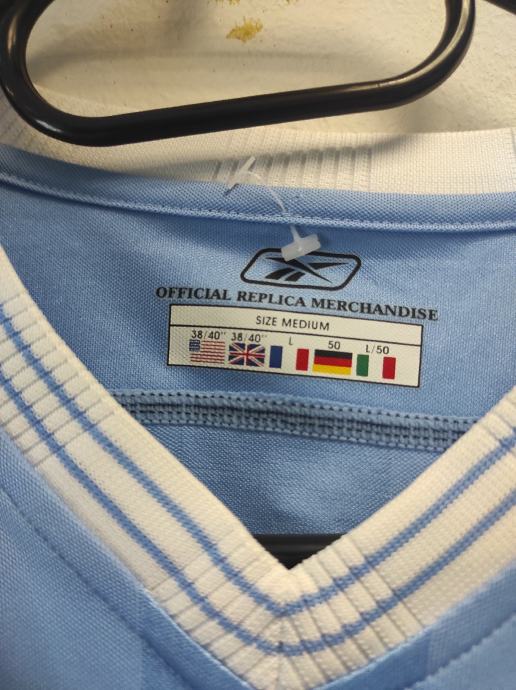 OFFICIAL REPLICA MERCHANDISE
SIZE MEDIUM
38/40" 38/40" L 50 L/50